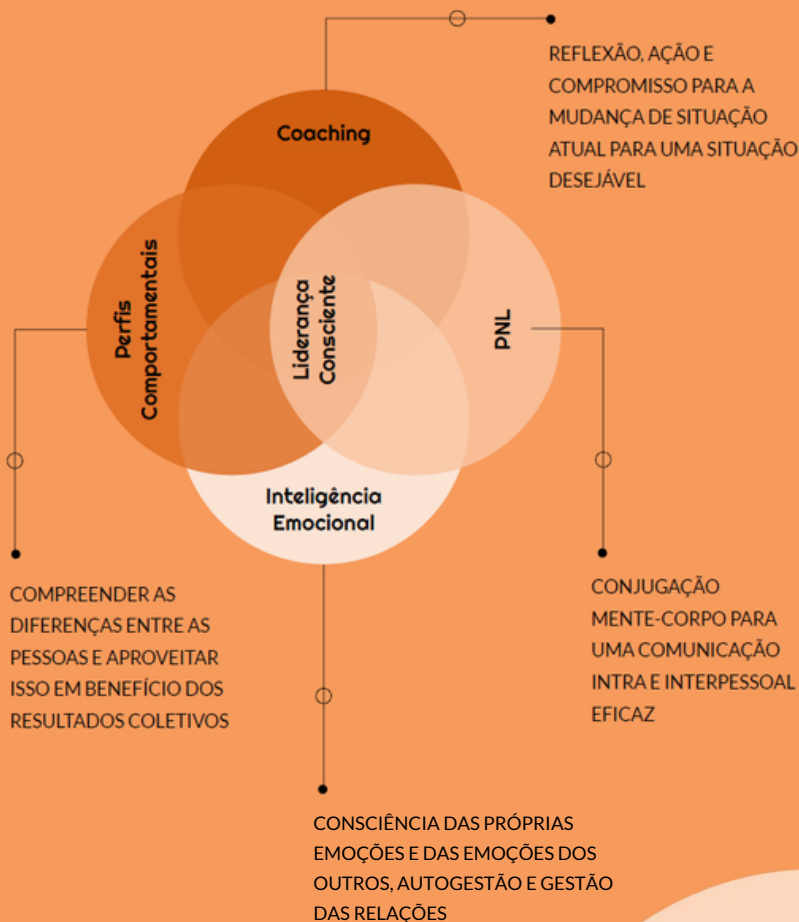 REFLEXÃO, AÇÃO E
COMPROMISSO PARA A
MUDANÇA DE SITUAÇÃO
ATUAL PARA UMA SITUAÇÃO
DESEJÁVEL
Coaching
Perfis
Comportamentais
Liderança
Consciente
PNL
Inteligência
Emocional
COMPREENDER AS
DIFERENÇAS ENTRE AS
PESSOAS E APROVEITAR
ISSO EM BENEFÍCIO DOS
RESULTADOS COLETIVOS
CONJUGAÇÃO
MENTE-CORPO PARA
UMA COMUNICAÇÃO
INTRA E INTERPESSOAL
EFICAZ
CONSCIÊNCIA DAS PRÓPRIAS
EMOÇÕES E DAS EMOÇÕES DOS
OUTROS, AUTOGESTÃO E GESTÃO
DAS RELAÇÕES